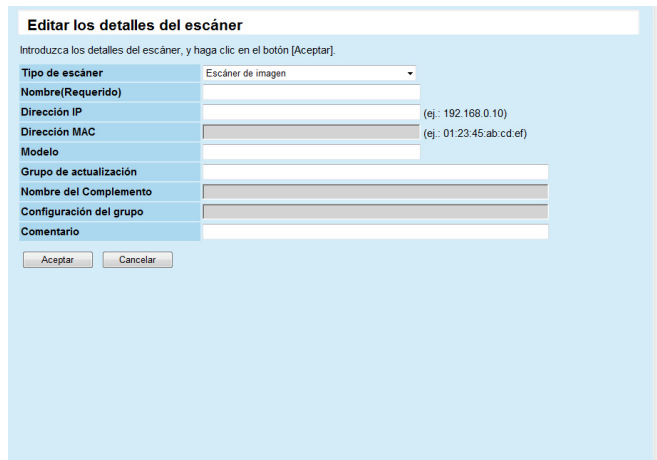 Editar los detalles del escáner
Introduzca los detalles del escáner, y haga clic en el botón [Aceptar].
Tipo de escáner Escáner de imagen
Nombre(Requerido)
Dirección IP (ej.: 192.168.0.10)
Dirección MAC (ej.: 01:23:45:ab:cd:ef)
Modelo
Grupo de actualización
Nombre del Complemento
Configuración del grupo
Comentario
Aceptar Cancelar